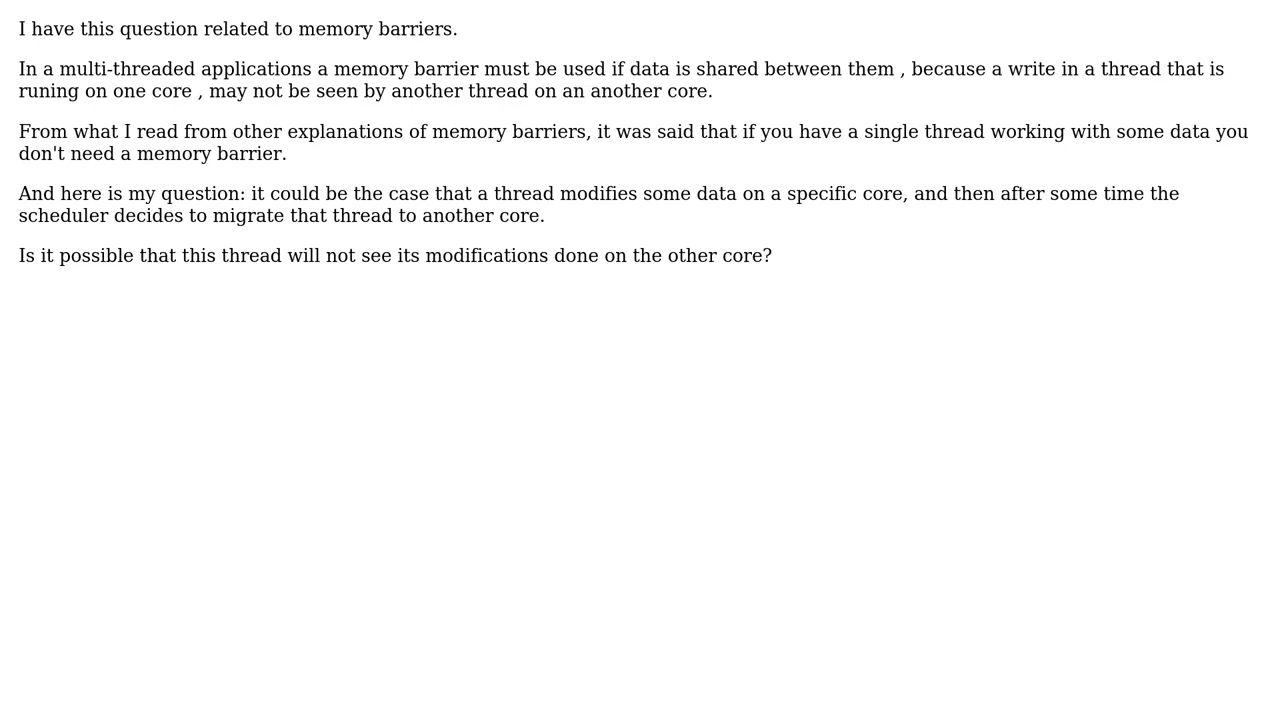 I have this question related to memory barriers.
In a multi-threaded applications a memory barrier must be used if data is shared between them , because a write in a thread that is
runing on one core , may not be seen by another thread on an another core.
From what I read from other explanations of memory barriers, it was said that if you have a single thread working with some data you
don't need a memory barrier.
And here is my question: it could be the case that a thread modifies some data on a specific core, and then after some time the
scheduler decides to migrate that thread to another core.
Is it possible that this thread will not see its modifications done on the other core?